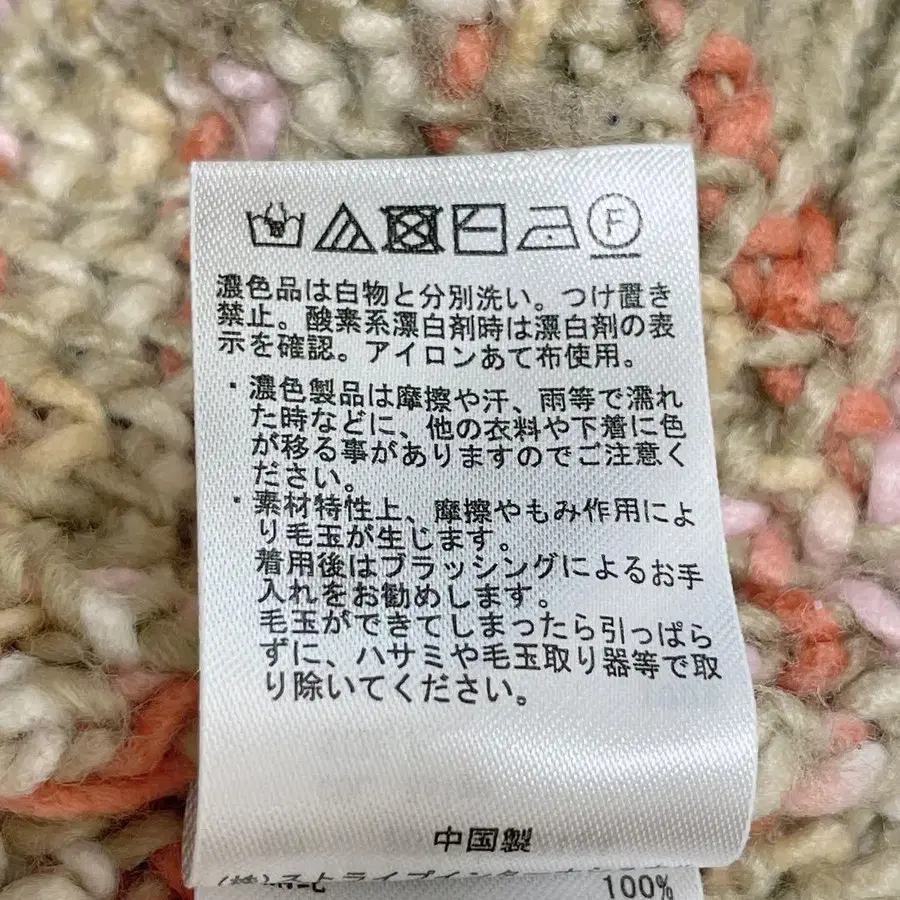 F
濃色品は白物と分別洗い。つけ置き
禁止。酸素系漂白剤時は漂白剤の表
示を確認。アイロンあて布使用。
・濃色製品は摩擦や汗、雨等で濡れ
た時などに、他の衣料や下着に色
が移る事がありますのでご注意く
ださい。
・素材特性上、摩擦やもみ作用によ
り毛玉が生じます。
着用後はブラッシングによるお手
入れをお勧めします。
毛玉ができてしまったら引っぱら
ずに、ハサミや毛玉取り器等で取
り除いてください。
中国製
100%